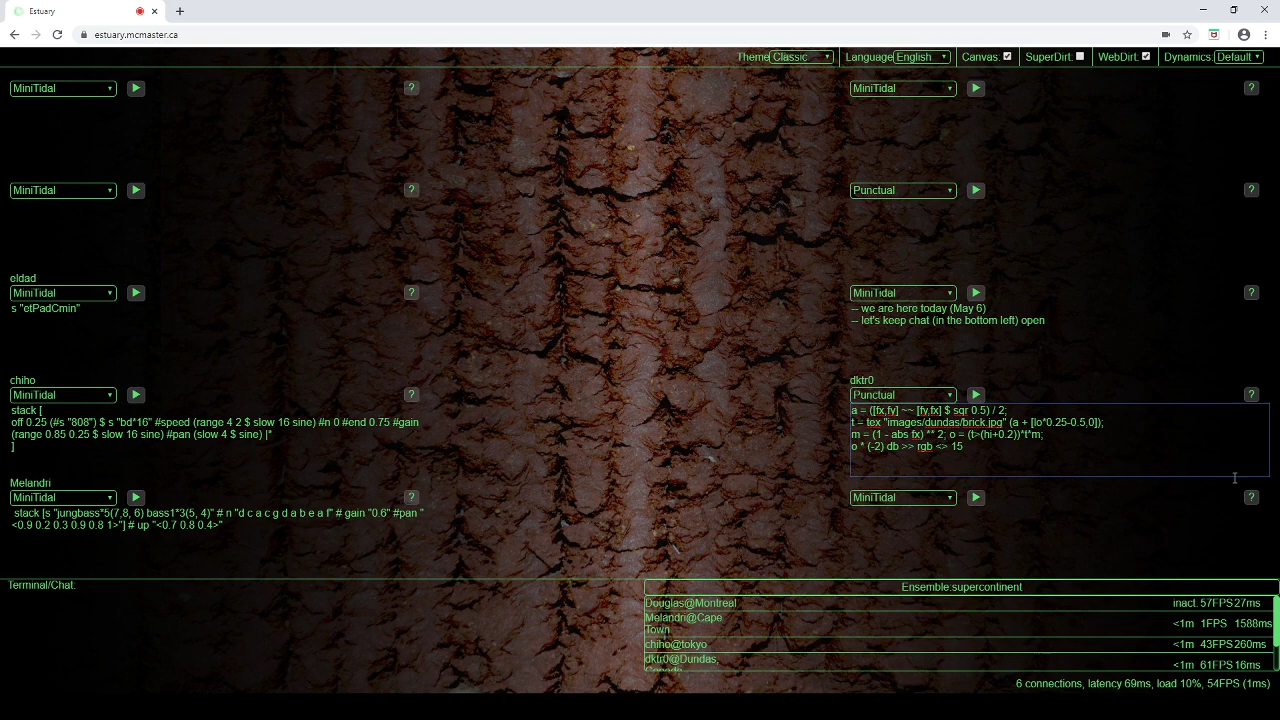 Estuary
estuary.mcmaster.ca
Theme Classic Language English Canvas: SuperDirt: WebDirt: Dynamics: Default
MiniTidal ?
MiniTidal ?
MiniTidal ?
Punctual ?
eldad
MiniTidal ?
s "etPadCmin"
MiniTidal ?
-- we are here today (May 6)
-- let's keep chat (in the bottom left) open
chiho
MiniTidal ?
stack [
off 0.25 (#s "808") $ s "bd*16" #speed (range 4 2 $ slow 16 sine) #n 0 #end 0.75 #gain
(range 0.85 0.25 $ slow 16 sine) #pan (slow 4 $ sine) |*
]
dktr0
Punctual ?
a = ([fx,fy] ~~ [fy,fx] $ sqr 0.5) / 2;
t = tex "images/dundas/brick.jpg" (a + [lo*0.25-0.5,0]);
m = (1 - abs fx) ** 2; o = (t>(hi+0.2))*t*m;
o * (-2) db >> rgb <> 15
Melandri
MiniTidal ?
stack [s "jungbass*5(7,8, 6) bass1*3(5, 4)" # n "d c a c g d a b e a f" # gain "0.6" #pan "
<0.9 0.2 0.3 0.9 0.8 1>"] # up "<0.7 0.8 0.4>"
MiniTidal ?
Terminal/Chat:
Ensemble:supercontinent
Douglas@Montreal inact. 57FPS 27ms
Melandri@Cape
Town <1m 1FPS 1588ms
chiho@tokyo <1m 43FPS 260ms
dktr0@Dundas,
Canada <1m 61FPS 16ms
6 connections, latency 69ms, load 10%, 54FPS (1ms)